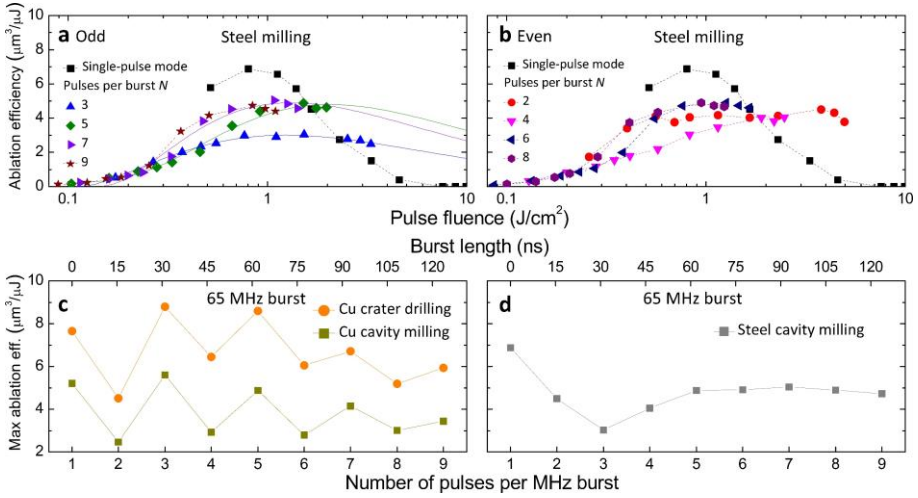 a Odd
Steel milling
Single-pulse mode
Pulses per burst N
3
5
7
9
Ablation efficiency (μm³/μJ)
10
8
6
4
2
0
0.1 1 10
b Even
Steel milling
Single-pulse mode
Pulses per burst N
2
4
6
8
0.1 1 10
Pulse fluence (J/cm²)
Burst length (ns)
0 15 30 45 60 75 90 105 120
0 15 30 45 60 75 90 105 120
c
65 MHz burst
Cu crater drilling
Cu cavity milling
Max ablation eff. (μm³/μJ)
10
8
6
4
2
1 2 3 4 5 6 7 8 9
d
65 MHz burst
Steel cavity milling
1 2 3 4 5 6 7 8 9
Number of pulses per MHz burst